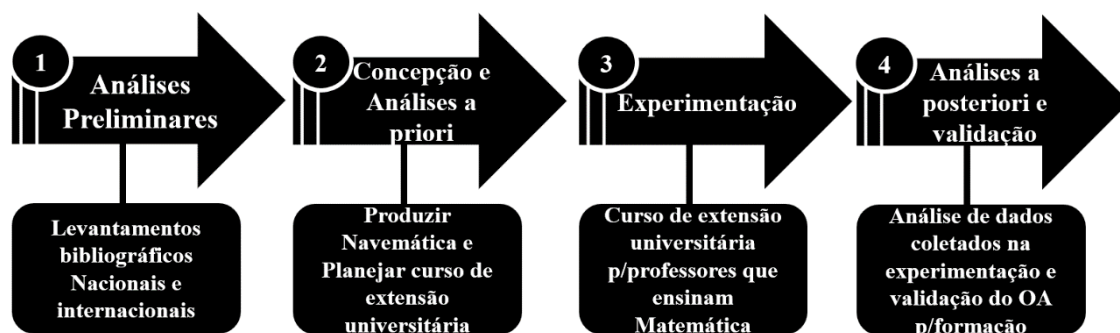 1
Análises
Preliminares
Levantamentos
bibliográficos
Nacionais e
internacionais
2
Concepção e
Análises a
priori
Produzir
Navemática e
Planejar curso de
extensão
universitária
3
Experimentação
Curso de extensão
universitária
p/professores que
ensinam
Matemática
4
Análises a
posteriori e
validação
Análise de dados
coletados na
experimentação e
validação do OA
p/formação